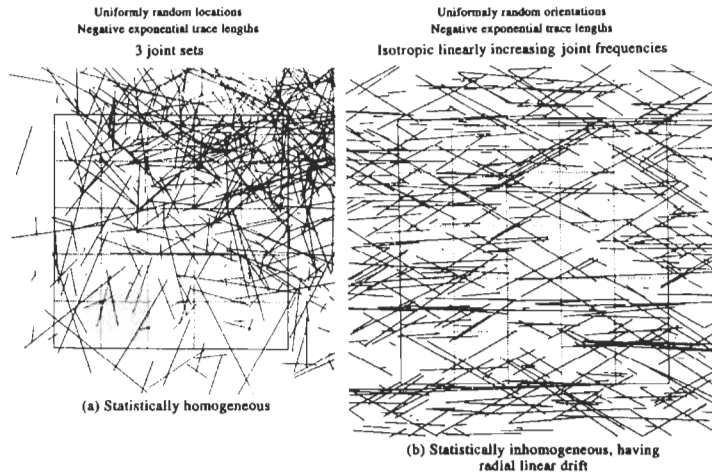 Uniformly random locations
Negative exponential trace lengths
3 joint sets
(a) Statistically homogeneous
Uniformaly random orientations
Negative exponential trace lengths
Isotropic linearly increasing joint frequencies
(b) Statistically inhomogeneous, having
radial linear drift